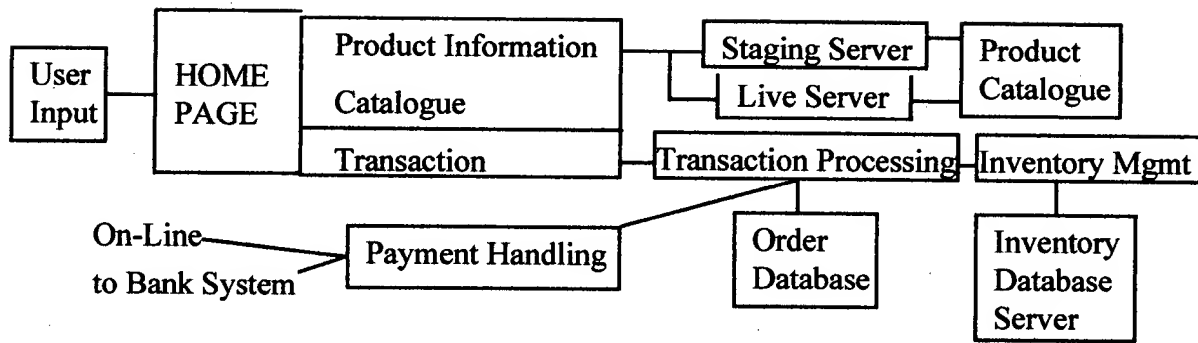 User
Input
HOME
PAGE
Product Information
Catalogue
Transaction
Staging Server
Live Server
Product
Catalogue
Transaction Processing
Inventory Mgmt
On-Line
to Bank System
Payment Handling
Order
Database
Inventory
Database
Server